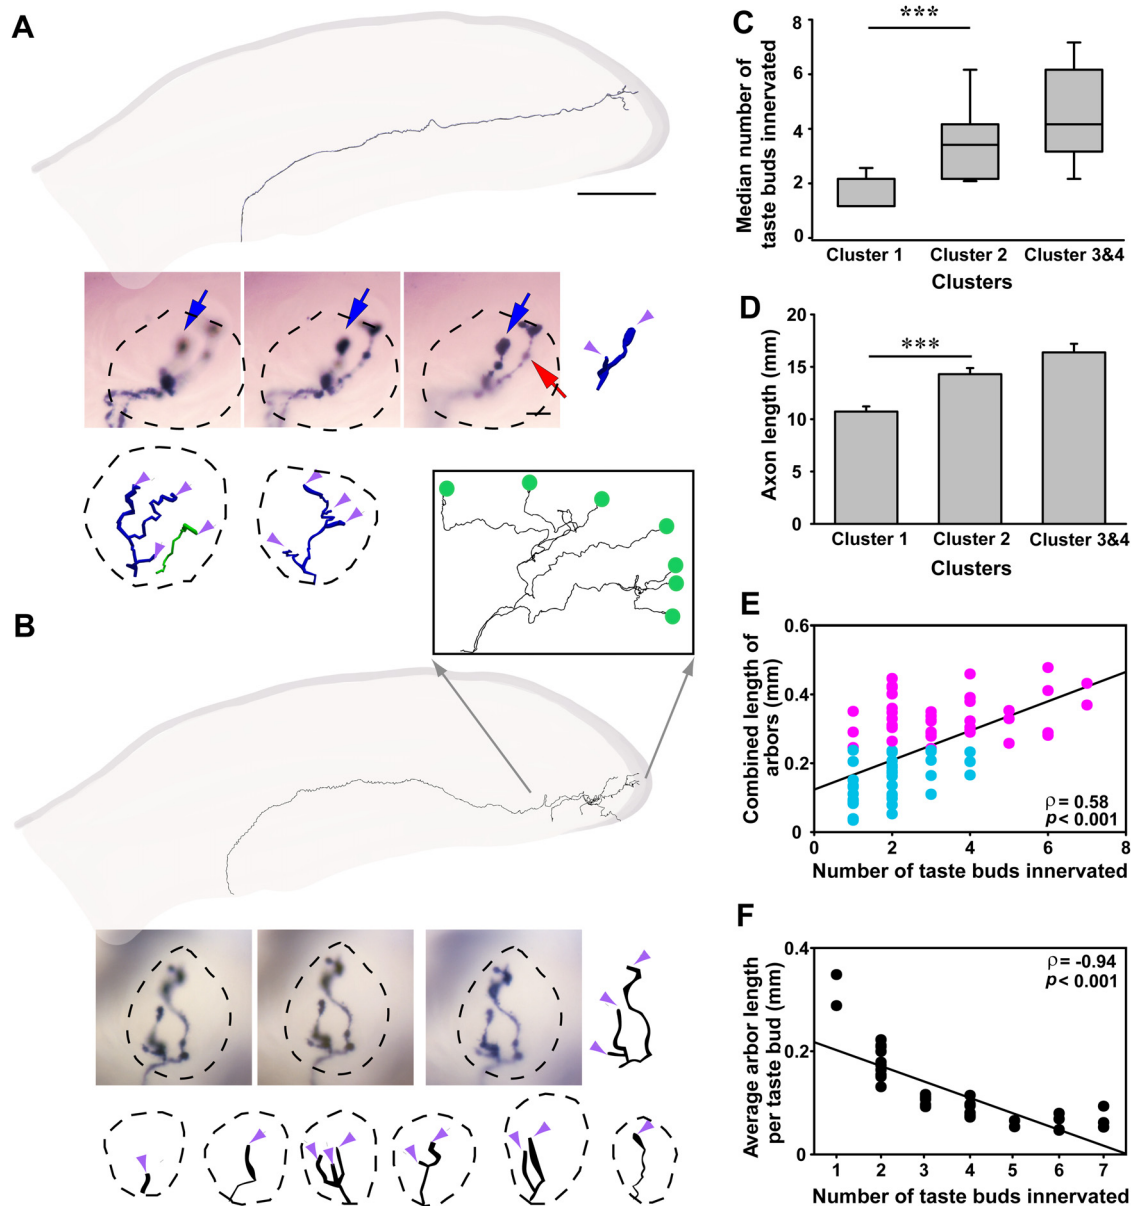 A
B
C
***
Median number of
taste buds innervated
8
6
4
2
0
Cluster 1
Cluster 2
Cluster 3&4
Clusters
D
***
Axon length (mm)
20
15
10
5
0
Cluster 1
Cluster 2
Cluster 3&4
Clusters
E
Combined length of
arbors (mm)
0.6
0.4
0.2
0
ρ= 0.58
p< 0.001
0
2
4
6
8
Number of taste buds innervated
F
Average arbor length
per taste bud (mm)
0.4
0.2
0
ρ= -0.94
p< 0.001
1
2
3
4
5
6
7
Number of taste buds innervated